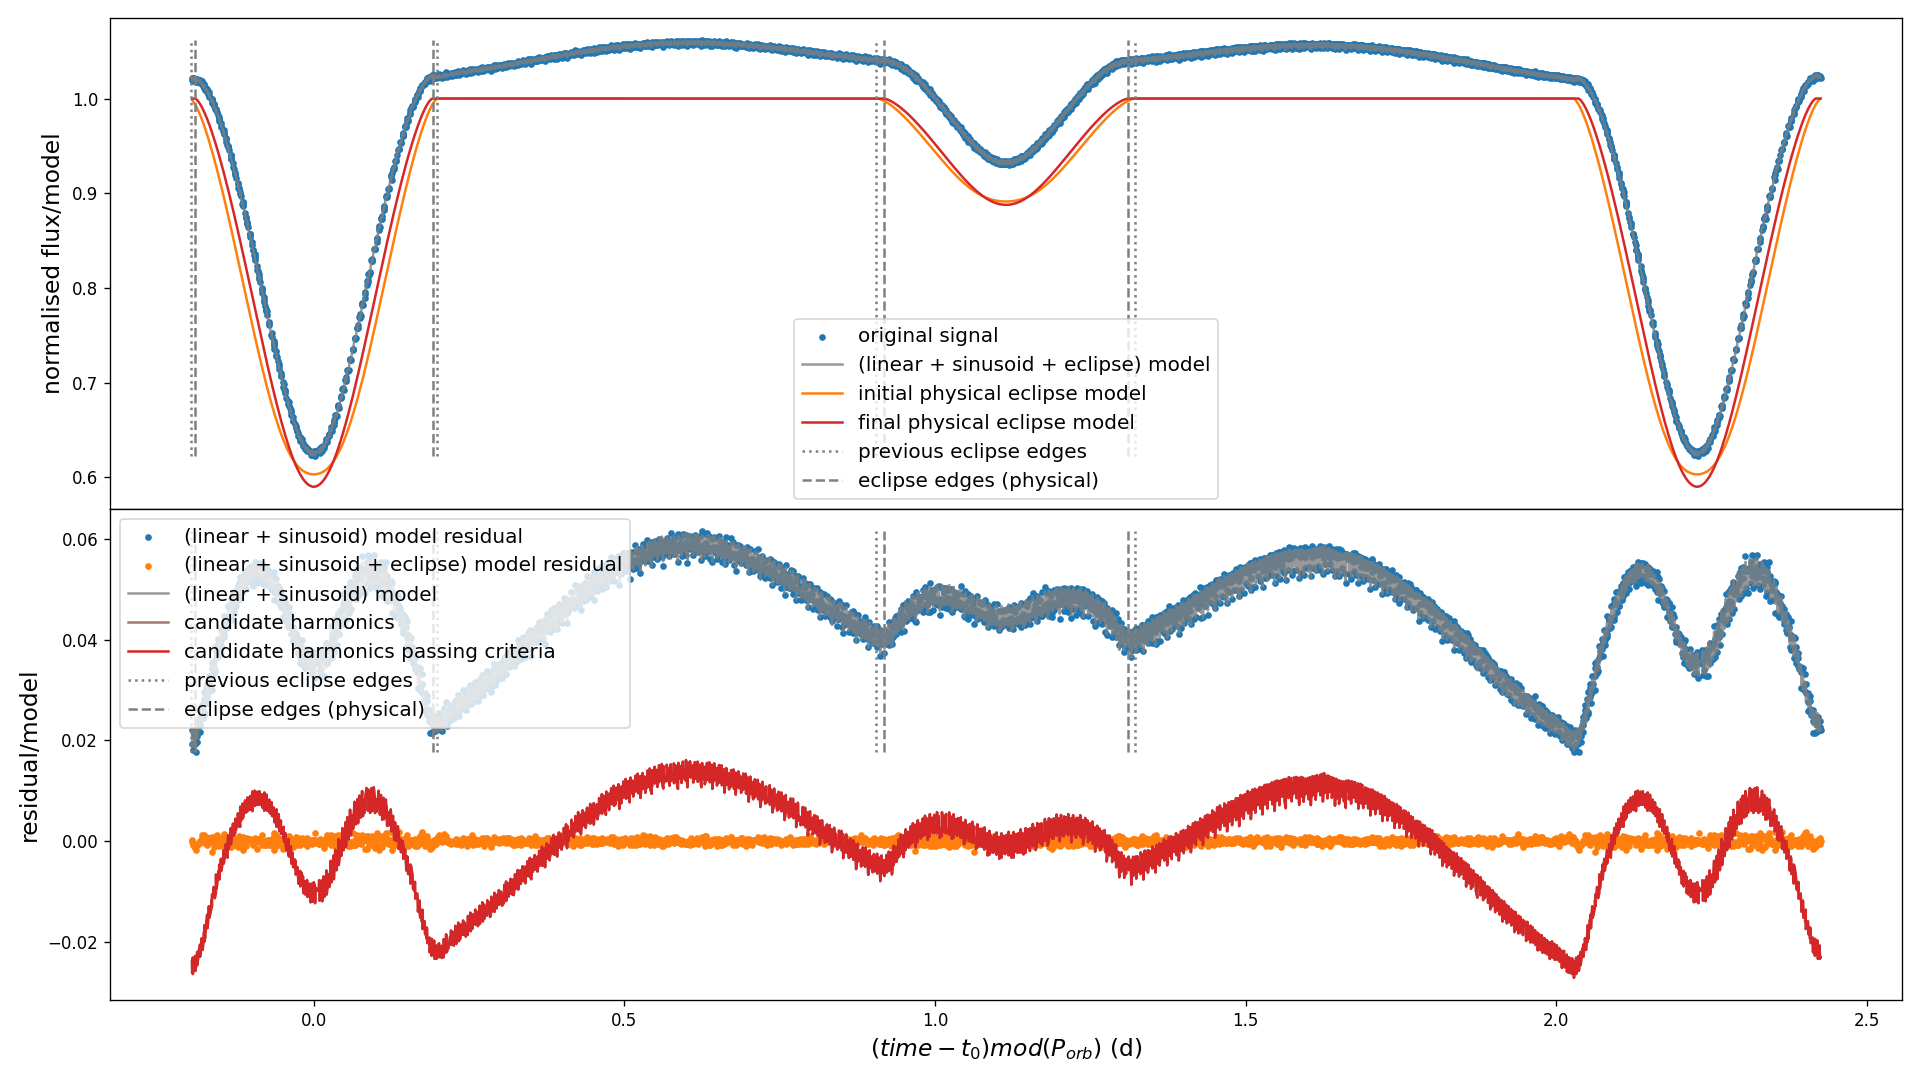 normalised flux/model
1.0
0.9
0.8
0.7
0.6
original signal
(linear + sinusoid + eclipse) model
initial physical eclipse model
final physical eclipse model
previous eclipse edges
eclipse edges (physical)
residual/model
0.06
0.04
0.02
0.00
−0.02
(linear + sinusoid) model residual
(linear + sinusoid + eclipse) model residual
(linear + sinusoid) model
candidate harmonics
candidate harmonics passing criteria
previous eclipse edges
eclipse edges (physical)
0.0 0.5 1.0 1.5 2.0 2.5
(time − t₀)mod(Pₒᵣb) (d)